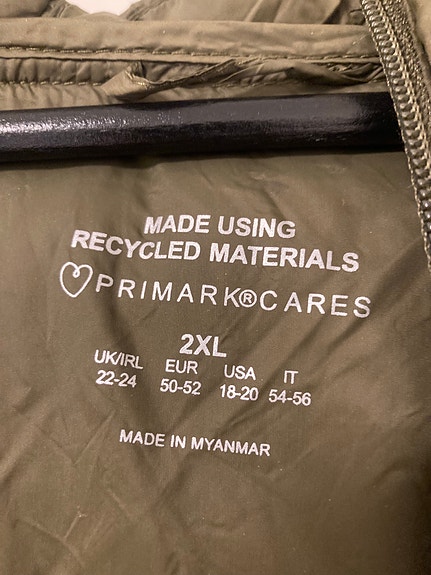 MADE USING
RECYCLED MATERIALS
PRIMARK®CARES
2XL
UK/IRL EUR USA IT
22-24 50-52 18-20 54-56
MADE IN MYANMAR